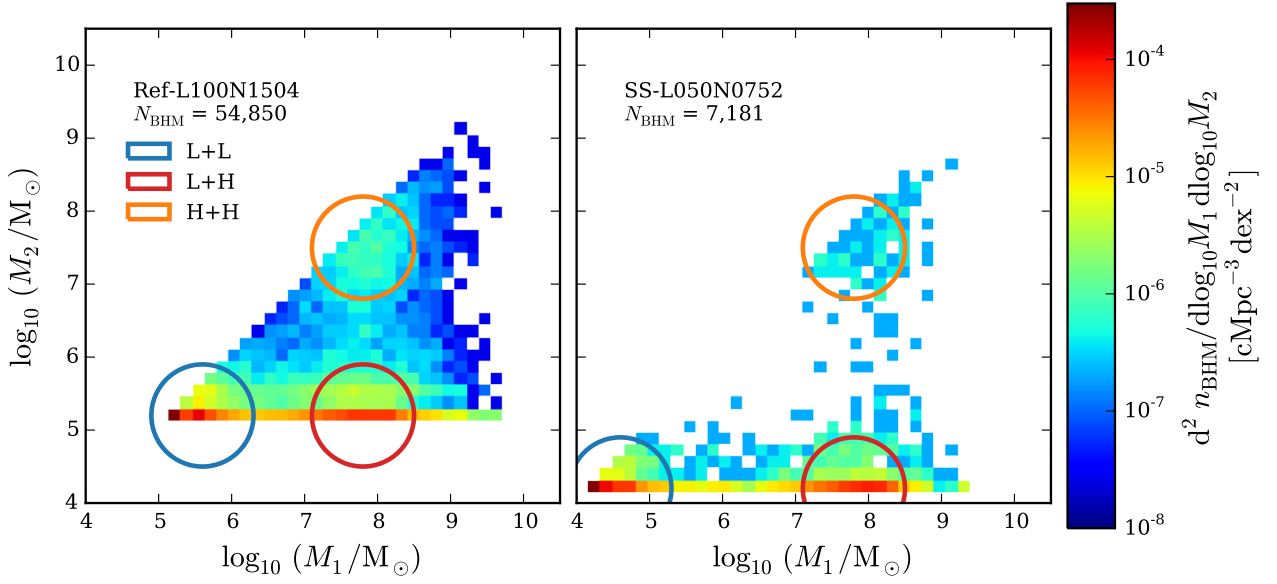 Ref-L100N1504
N_BHM = 54,850
L+L
L+H
H+H
SS-L050N0752
N_BHM = 7,181
10
9
8
7
6
5
4
log₁₀ (M₂/M⊙)
4 5 6 7 8 9 10
4 5 6 7 8 9 10
log₁₀ (M₁/M⊙)
log₁₀ (M₁/M⊙)
10⁻⁴
10⁻⁵
10⁻⁶
10⁻⁷
10⁻⁸
d² n_BHM/dlog₁₀M₁ dlog₁₀M₂
[cMpc⁻³ dex⁻²]